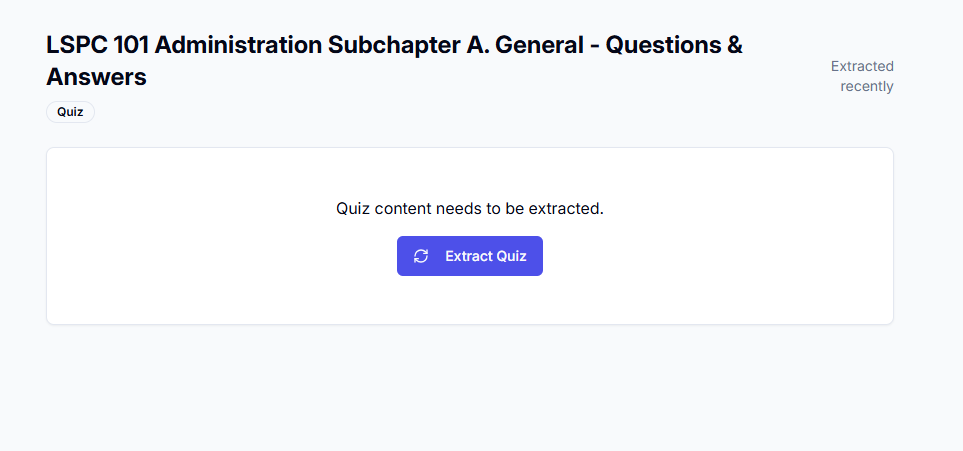 LSPC 101 Administration Subchapter A. General - Questions &
Answers
Extracted
recently
Quiz
Quiz content needs to be extracted.
Extract Quiz